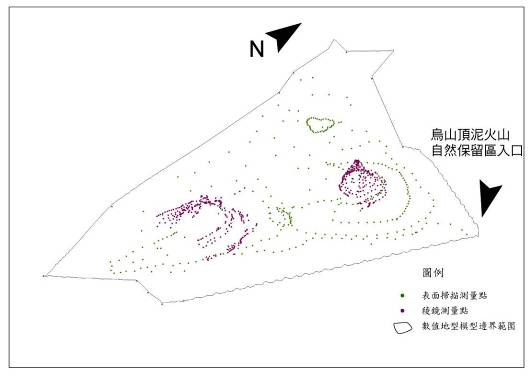 N
烏山頂泥火山
自然保留區入口
圖例
表面掃描測量點
稜鏡測量點
數值地型模型邊界範圍